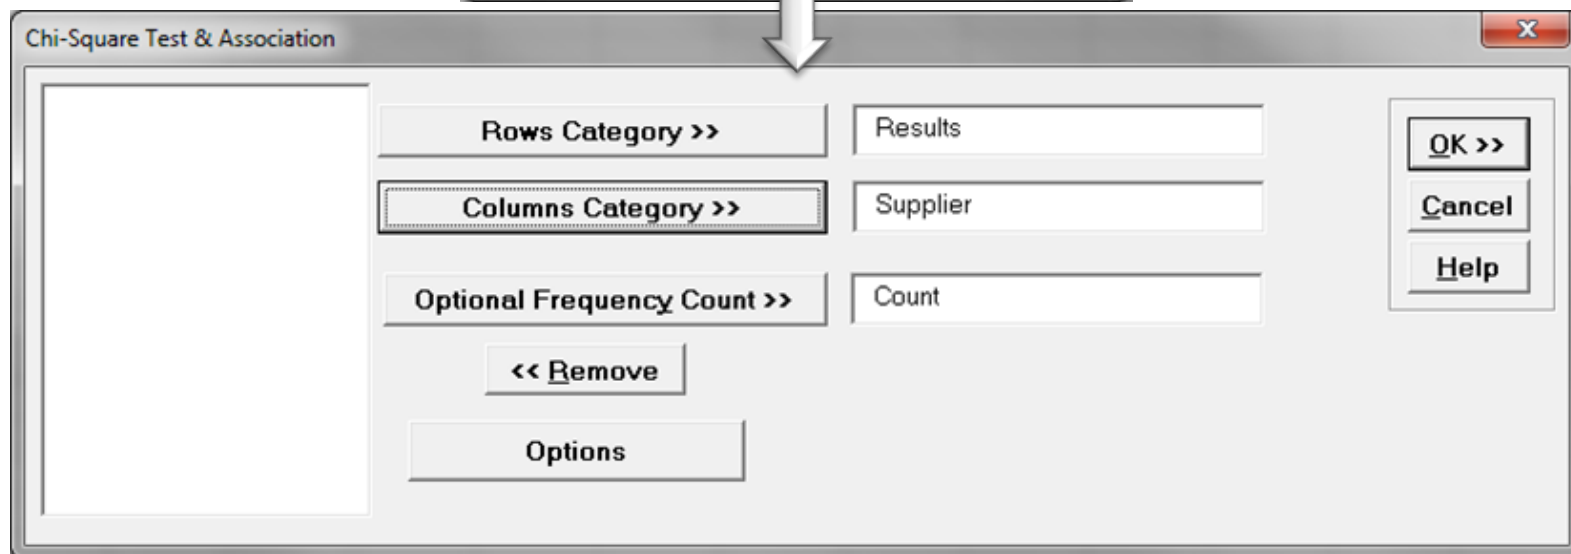 Chi-Square Test & Association
x
Rows Category >>
Results
OK >>
Columns Category >>
Supplier
Cancel
Optional Frequency Count >>
Count
Help
<< Remove
Options